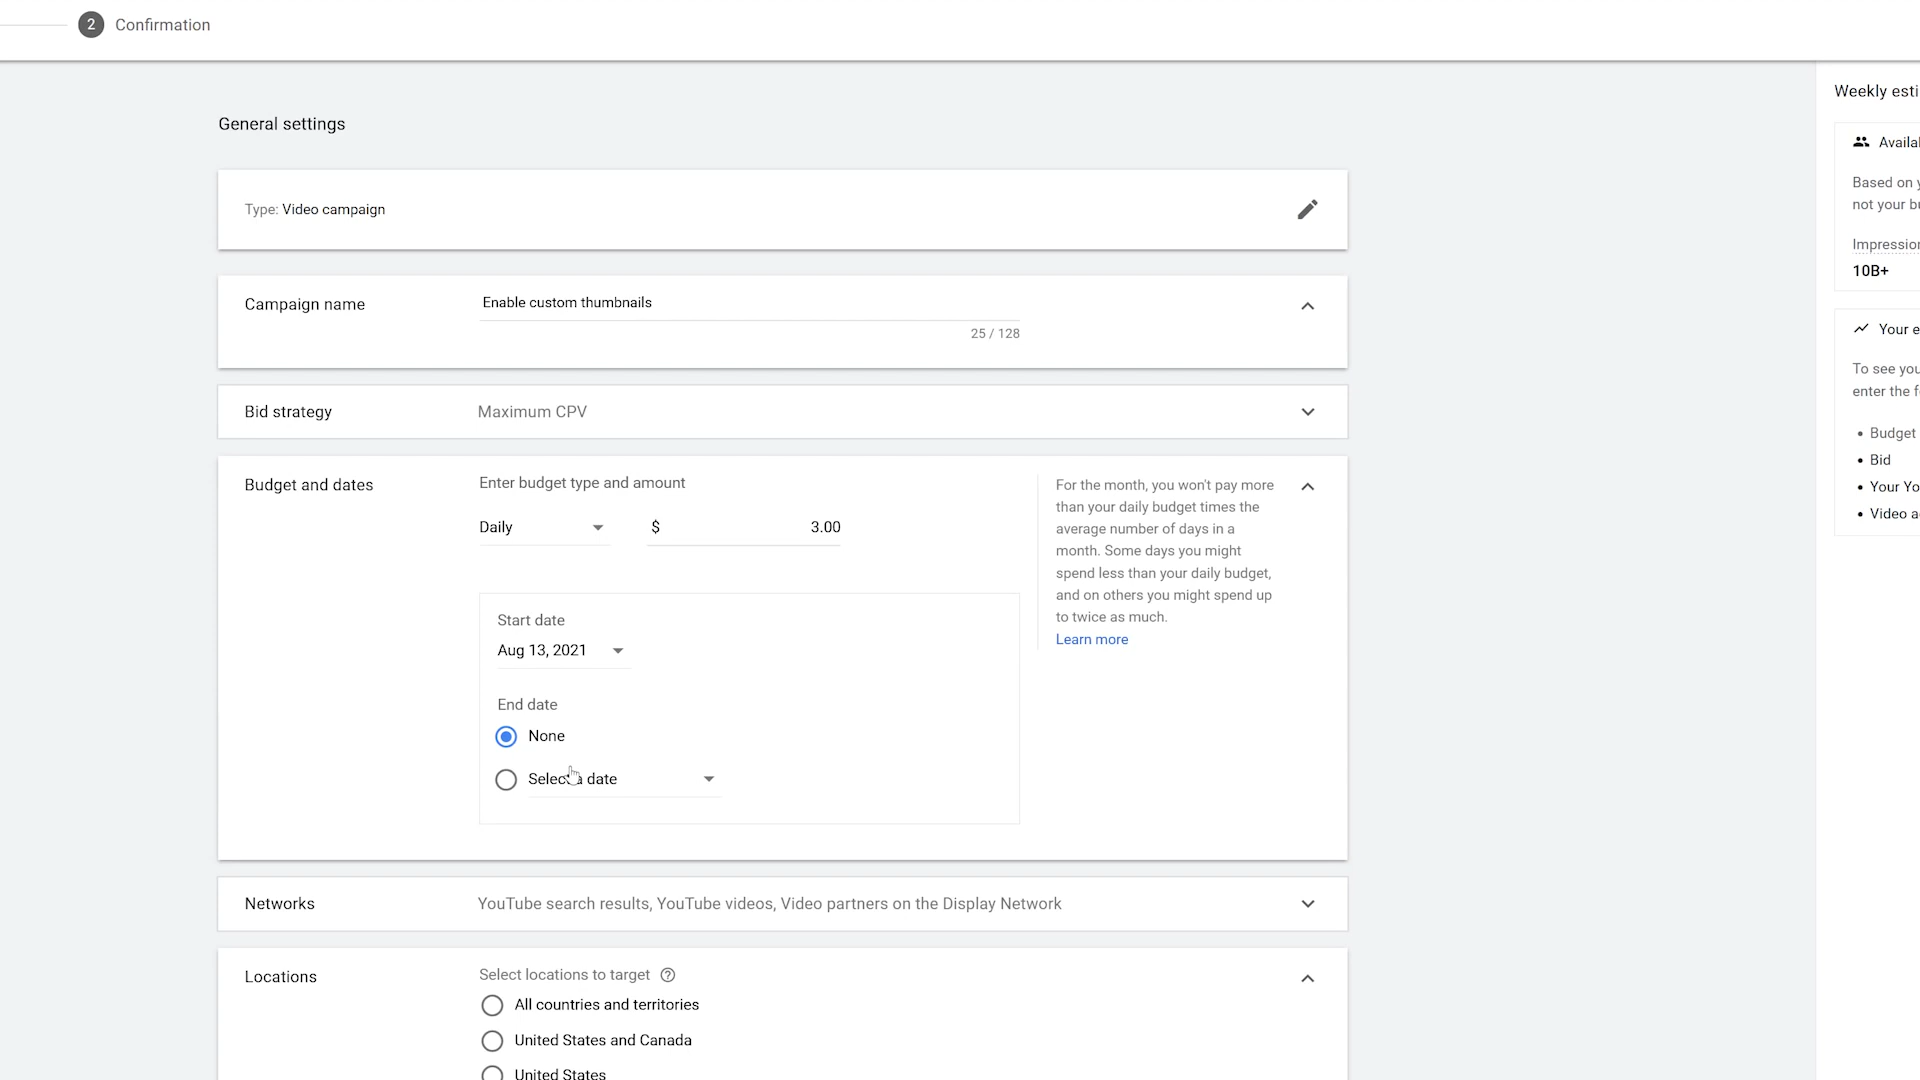 2 Confirmation
General settings
Type: Video campaign
Campaign name
Enable custom thumbnails
25 / 128
Bid strategy
Maximum CPV
Budget and dates
Enter budget type and amount
Daily
$ 3.00
Start date
Aug 13, 2021
End date
None
Select a date
For the month, you won't pay more
than your daily budget times the
average number of days in a
month. Some days you might
spend less than your daily budget,
and on others you might spend up
to twice as much.
Learn more
Networks
YouTube search results, YouTube videos, Video partners on the Display Network
Locations
Select locations to target
All countries and territories
United States and Canada
United States
Weekly
Based on
not your
10B+
Your
To see
enter the
• Budget
• Bid
• Your
• Video